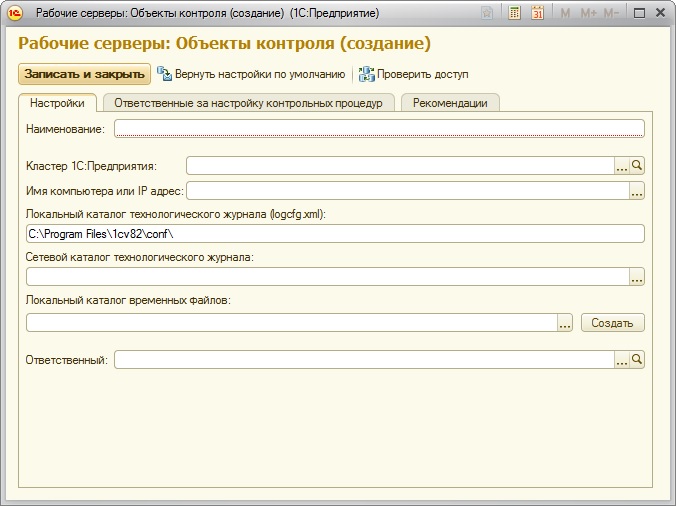 Рабочие серверы: Объекты контроля (создание) (1С:Предприятие)
M M+ M-
31
Рабочие серверы: Объекты контроля (создание)
Записать и закрыть Вернуть настройки по умолчанию Проверить доступ
Настройки Ответственные за настройку контрольных процедур Рекомендации
Наименование:
Кластер 1С:Предприятия: ...
Имя компьютера или IP адрес: ...
Локальный каталог технологического журнала (logcfg.xml):
C:\Program Files\1cv82\conf\
Сетевой каталог технологического журнала:
...
Локальный каталог временных файлов:
... Создать
Ответственный: ...